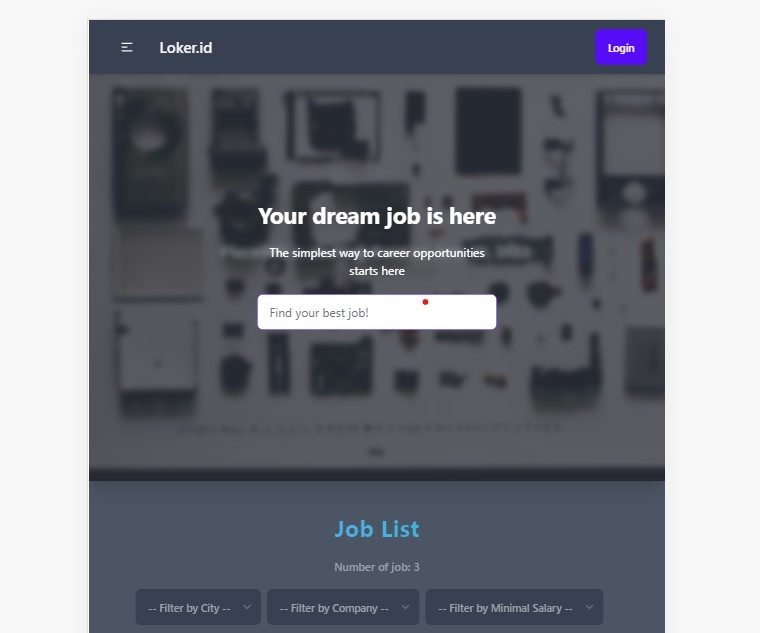 Loker.id
Login
Your dream job is here
The simplest way to career opportunities
starts here
Find your best job!
Job List
Number of job: 3
-- Filter by City --
-- Filter by Company --
-- Filter by Minimal Salary --